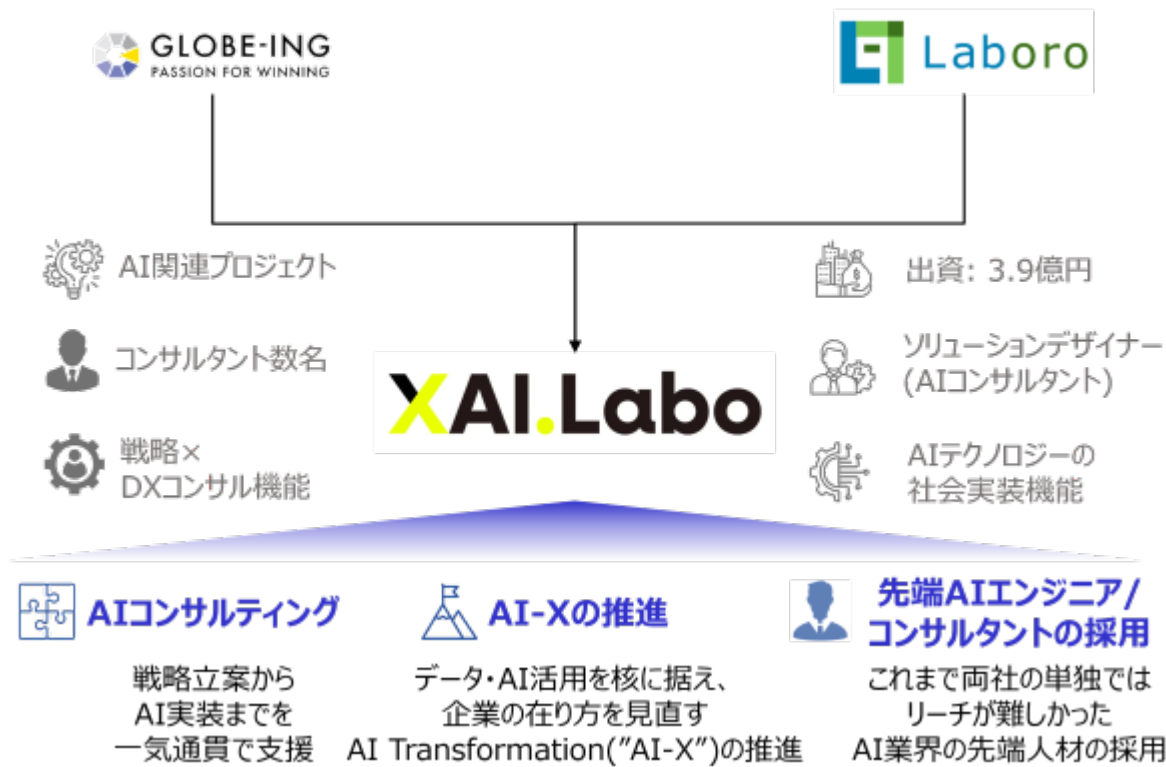 GLOBE-ING
PASSION FOR WINNING
Laboro
AI関連プロジェクト
コンサルタント数名
戦略×
DXコンサル機能
出資: 3.9億円
ソリューションデザイナー
(AIコンサルタント)
AIテクノロジーの
社会実装機能
XAI.Labo
AIコンサルティング
戦略立案から
AI実装までを
一気通貫で支援
AI-Xの推進
データ・AI活用を核に据え、
企業の在り方を見直す
AI Transformation("AI-X")の推進
先端AIエンジニア/
コンサルタントの採用
これまで両社の単独では
リーチが難しかった
AI業界の先端人材の採用